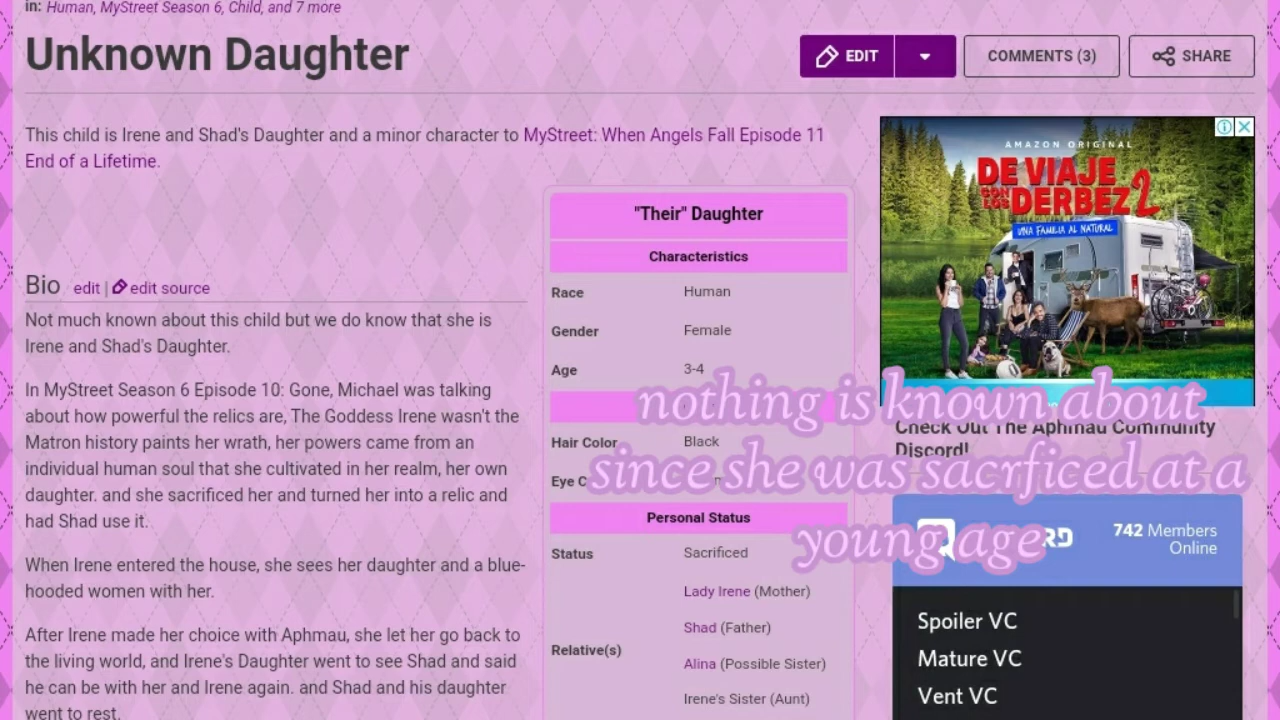 in: Human, MyStreet Season 6, Child, and 7 more
Unknown Daughter
EDIT
COMMENTS (3)
SHARE
This child is Irene and Shad's Daughter and a minor character to MyStreet: When Angels Fall Episode 11
End of a Lifetime.
Bio edit | edit source
Not much known about this child but we do know that she is
Irene and Shad's Daughter.
In MyStreet Season 6 Episode 10: Gone, Michael was talking
about how powerful the relics are, The Goddess Irene wasn't the
Matron history paints her wrath, her powers came from an
individual human soul that she cultivated in her realm, her own
daughter. and she sacrificed her and turned her into a relic and
had Shad use it.
When Irene entered the house, she sees her daughter and a blue-
hooded women with her.
After Irene made her choice with Aphmau, she let her go back to
the living world, and Irene's Daughter went to see Shad and said
he can be with her and Irene again. and Shad and his daughter
went to rest.
"Their" Daughter
Characteristics
Race Human
Gender Female
Age 3-4
Hair Color Black
Eye
Personal Status
Status Sacrificed
Relative(s)
Lady Irene (Mother)
Shad (Father)
Alina (Possible Sister)
Irene's Sister (Aunt)
nothing is known about
since she was sacrficed at a
young age
AMAZON ORIGINAL
DE VIAJE
CON LOS DERBEZ 2
UNA FAMILIA AL NATURAL
Check Out The Aphmau Community
Discord!
742 Members
Online
Spoiler VC
Mature VC
Vent VC